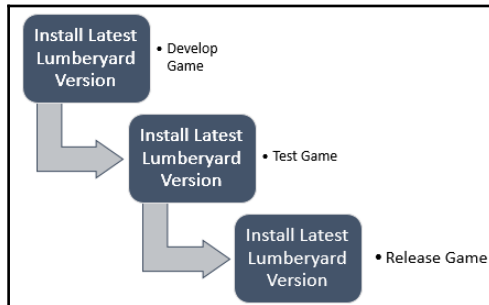 Install Latest
Lumberyard
Version
• Develop
Game
Install Latest
Lumberyard
Version
• Test Game
Install Latest
Lumberyard
Version
• Release Game